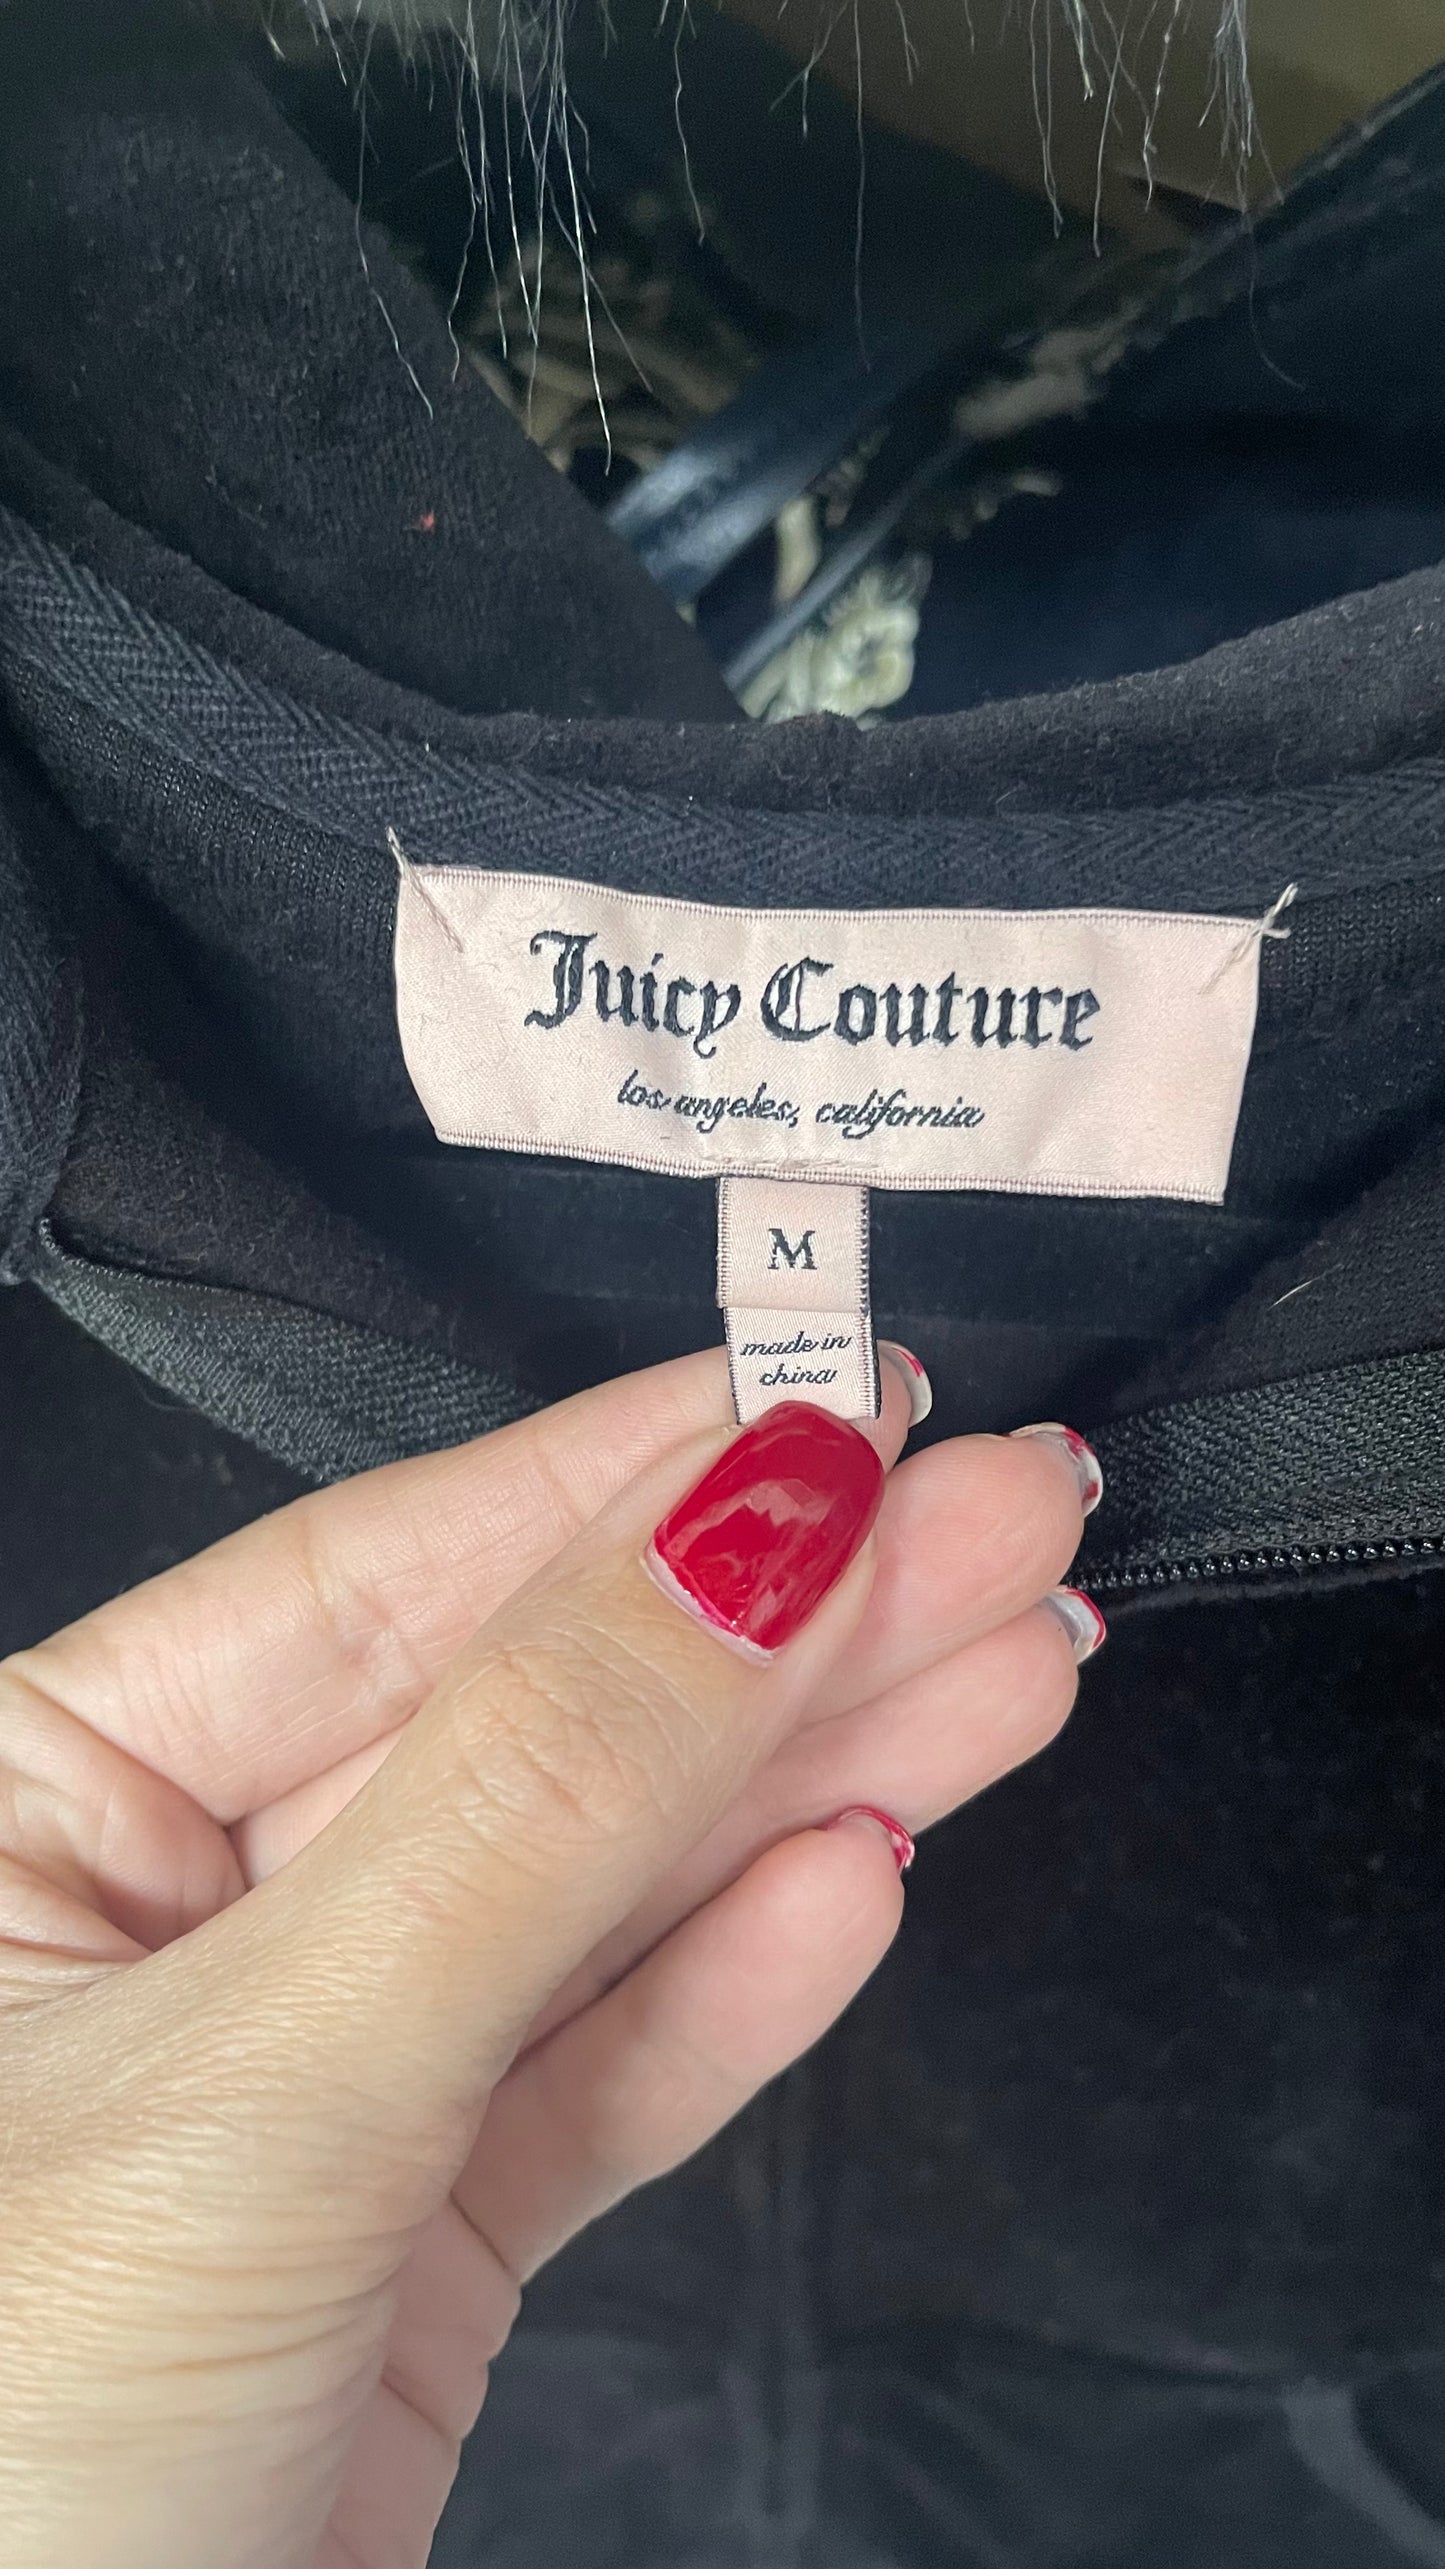 Juicy Couture
los angeles, california
M
made in
china